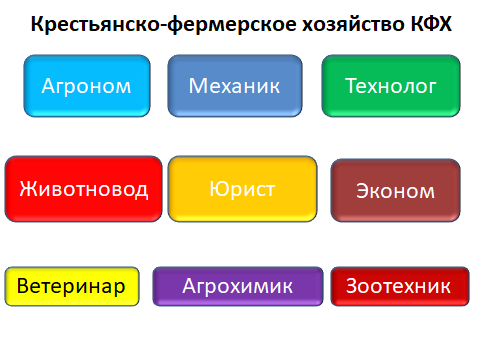 Крестьянско-фермерское хозяйство КФХ
Агроном
Механик
Технолог
Животновод
Юрист
Эконом
Ветеринар
Агрохимик
Зоотехник